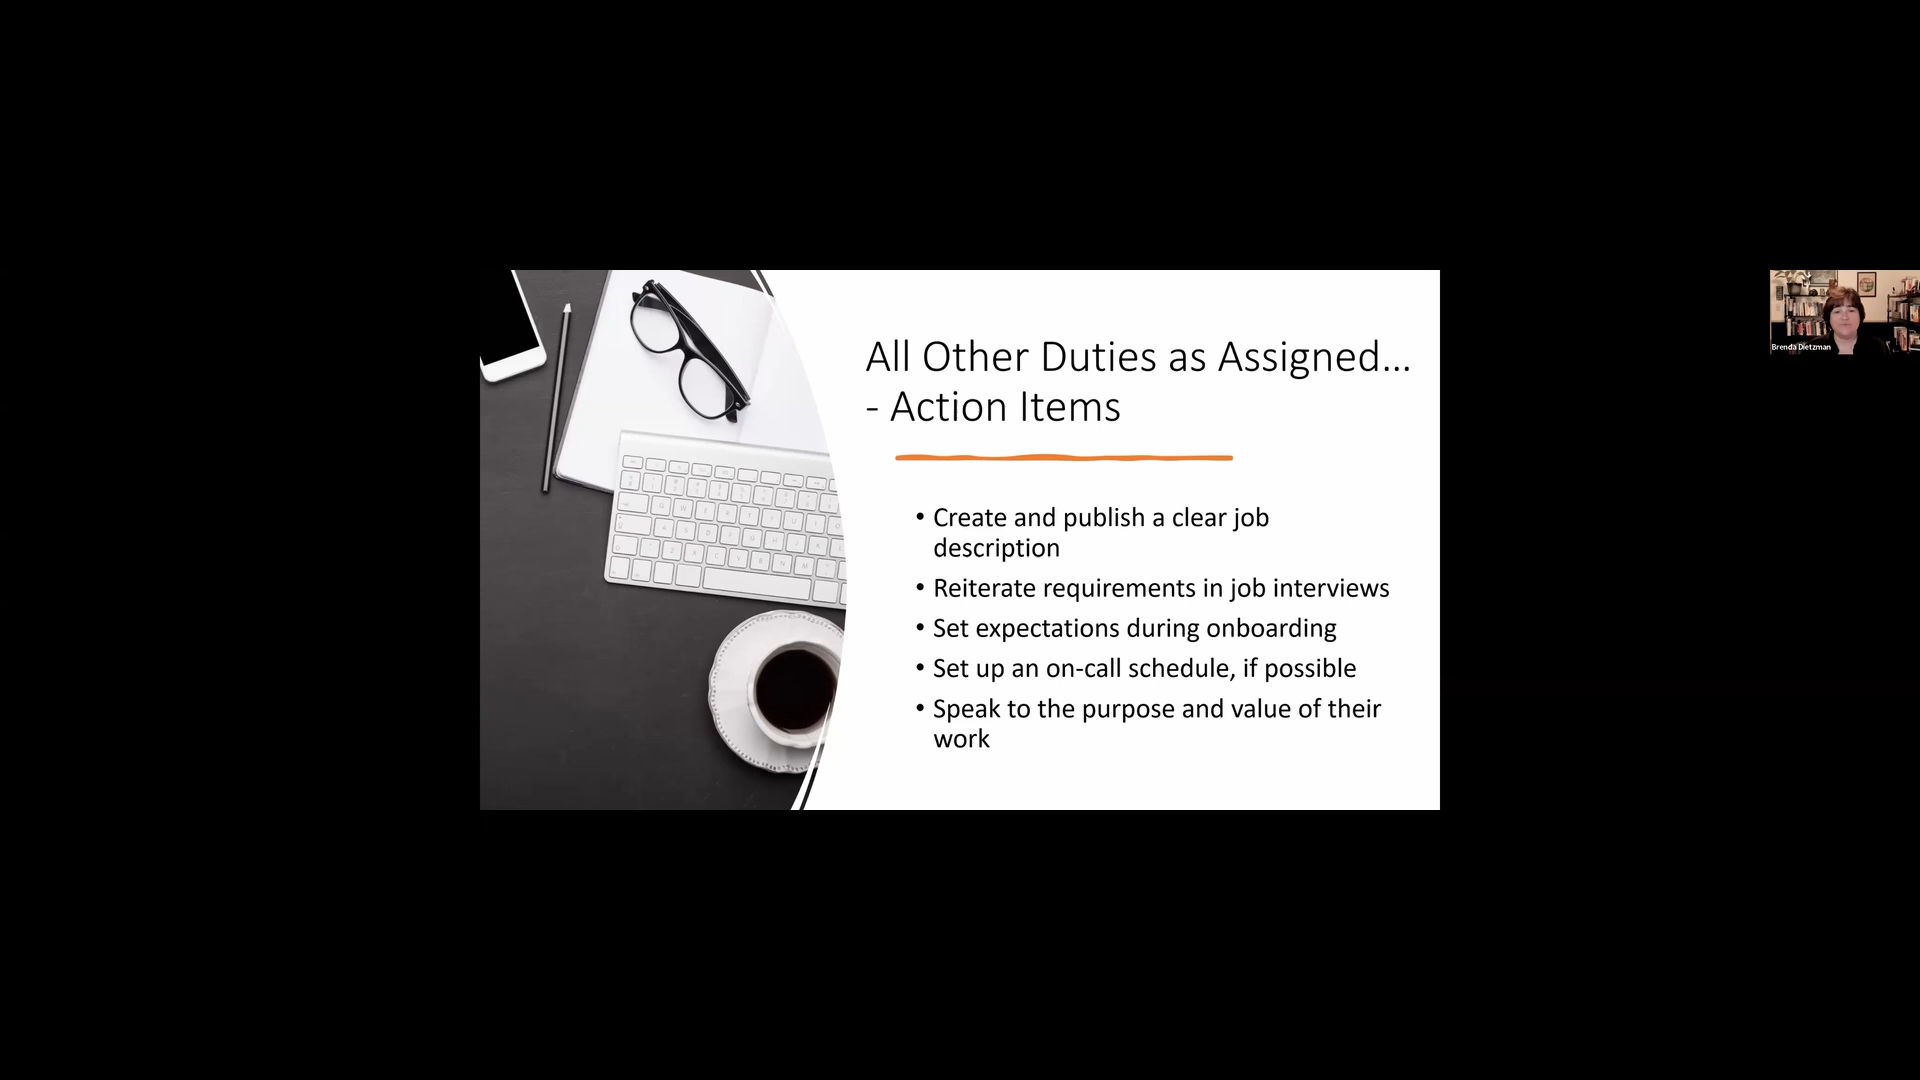 All Other Duties as Assigned...
- Action Items
• Create and publish a clear job
description
• Reiterate requirements in job interviews
• Set expectations during onboarding
• Set up an on-call schedule, if possible
• Speak to the purpose and value of their
work
Brenda Dietzman